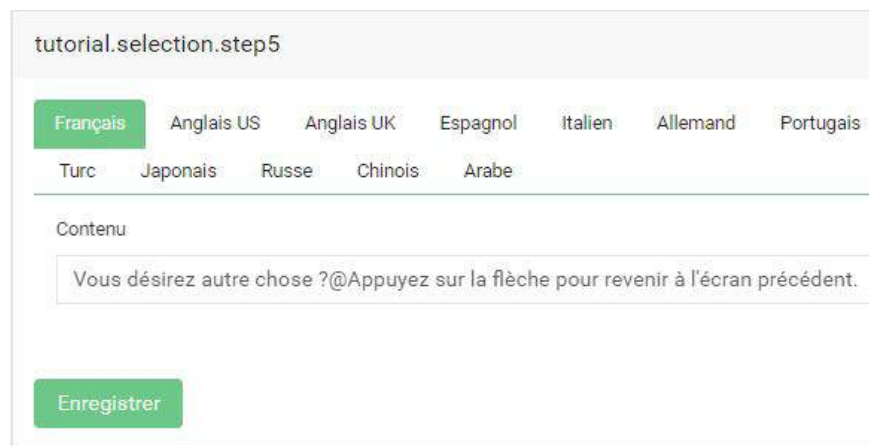 tutorial.selection.step5
Français Anglais US Anglais UK Espagnol Italien Allemand Portugais
Turc Japonais Russe Chinois Arabe
Contenu
Vous désirez autre chose ?@Appuyez sur la flèche pour revenir à l'écran précédent.
Enregistrer